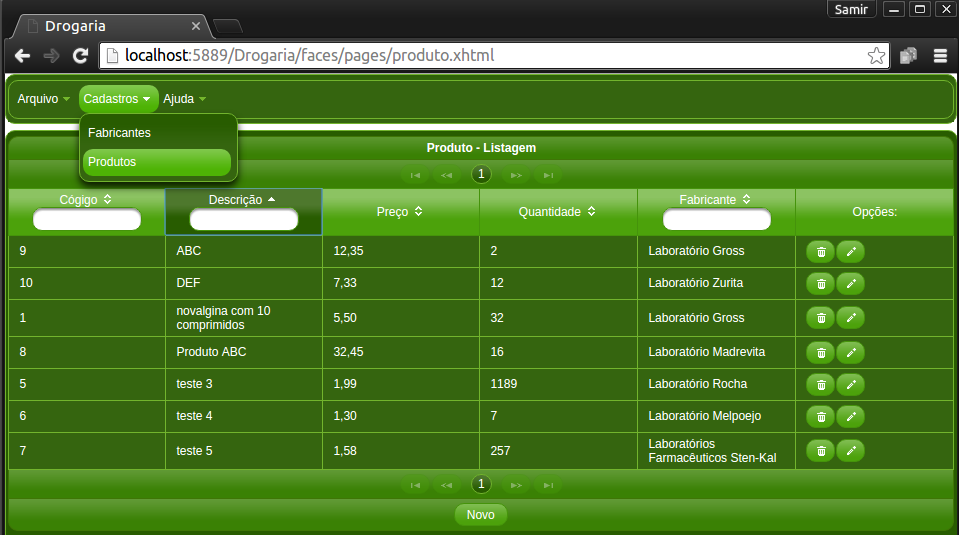 Samir
Drogaria
localhost:5889/Drogaria/faces/pages/produto.xhtml
Arquivo Cadastros Ajuda
Fabricantes
Produtos
Produto - Listagem
1
Cógigo Descrição Preço Quantidade Fabricante Opções:
9 ABC 12,35 2 Laboratório Gross
10 DEF 7,33 12 Laboratório Zurita
1 novalgina com 10 comprimidos 5,50 32 Laboratório Gross
8 Produto ABC 32,45 16 Laboratório Madrevita
5 teste 3 1,99 1189 Laboratório Rocha
6 teste 4 1,30 7 Laboratório Melpoejo
7 teste 5 1,58 257 Laboratórios Farmacêuticos Sten-Kal
1
Novo